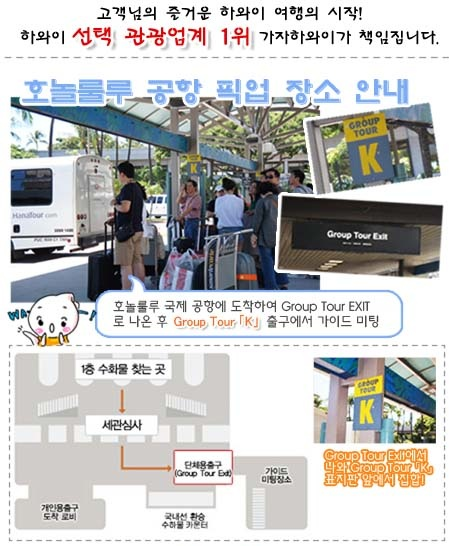 고객님의 즐거운 하와이 여행의 시작!
하와이 선택 관광업계 1위 가자하와이가 책임집니다.
호놀룰루 공항 픽업 장소 안내
HanaTour.com
GROUP
TOUR
K
Group Tour Exit
호놀룰루 국제 공항에 도착하여 Group Tour EXIT
로 나온 후 Group Tour 「K」 출구에서 가이드 미팅
1층 수화물 찾는 곳
세관심사
단체용출구
(Group Tour Exit)
가이드
미팅장소
개인용출구
도착 로비
국내선 환승
수하물 카운터
GROUP
TOUR
K
Group Tour Exit에서
나와 Group Tour 「K」
표지판 앞에서 집합!